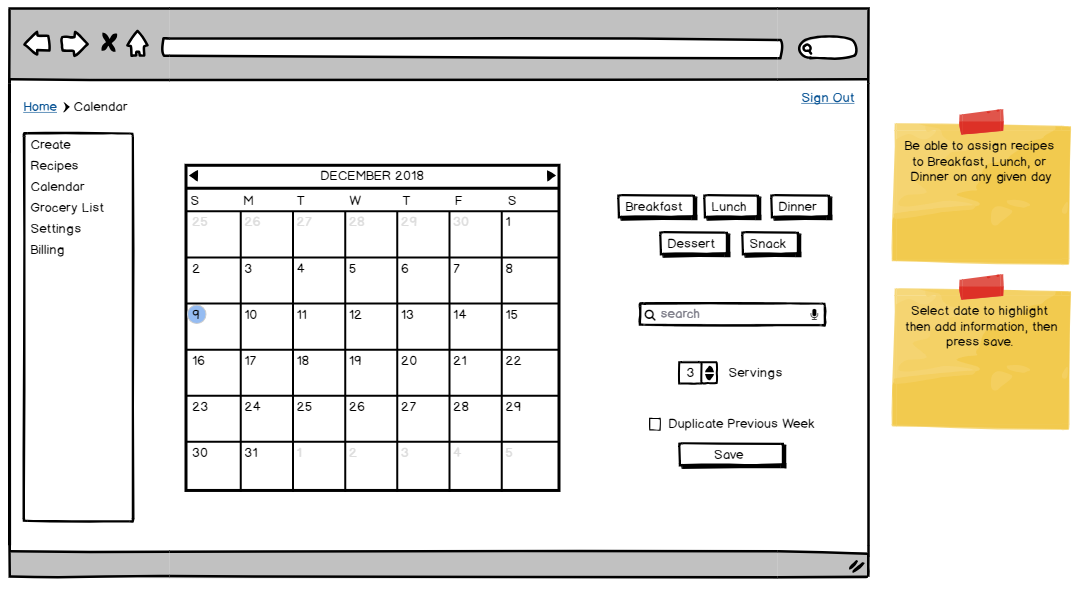 Home > Calendar
Sign Out
Create
Recipes
Calendar
Grocery List
Settings
Billing
DECEMBER 2018
S M T W T F S
25 26 27 28 29 30 1
2 3 4 5 6 7 8
9 10 11 12 13 14 15
16 17 18 19 20 21 22
23 24 25 26 27 28 29
30 31 1 2 3 4 5
Breakfast Lunch Dinner
Dessert Snack
search
3 Servings
Duplicate Previous Week
Save
Be able to assign recipes
to Breakfast, Lunch, or
Dinner on any given day
Select date to highlight
then add information, then
press save.